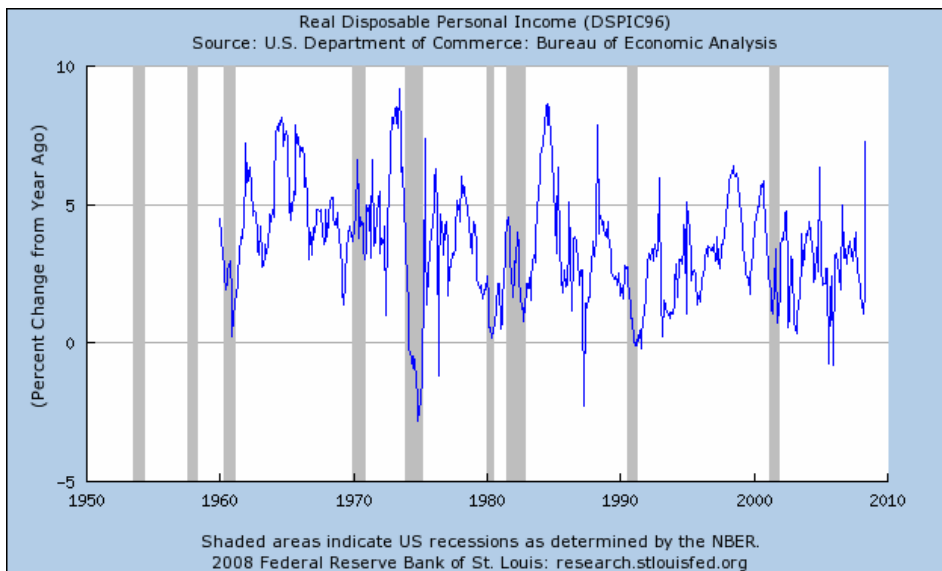 Real Disposable Personal Income (DSPIC96)
Source: U.S. Department of Commerce: Bureau of Economic Analysis
(Percent Change from Year Ago)
10
5
0
−5
1950 1960 1970 1980 1990 2000 2010
Shaded areas indicate US recessions as determined by the NBER.
2008 Federal Reserve Bank of St. Louis: research.stlouisfed.org